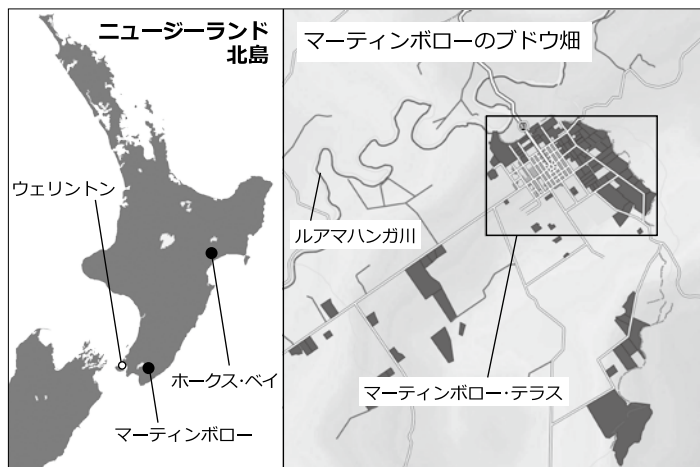 ニュージーランド
北島
ウェリントン
ホークス・ベイ
マーティンボロー
マーティンボローのブドウ畑
ルアマハンガ川
マーティンボロー・テラス